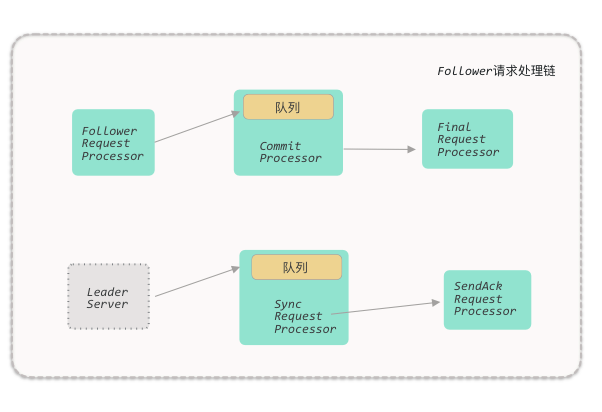 Follower请求处理链
Follower
Request
Processor
队列
Commit
Processor
Final
Request
Processor
Leader
Server
队列
Sync
Request
Processor
SendAck
Request
Processor